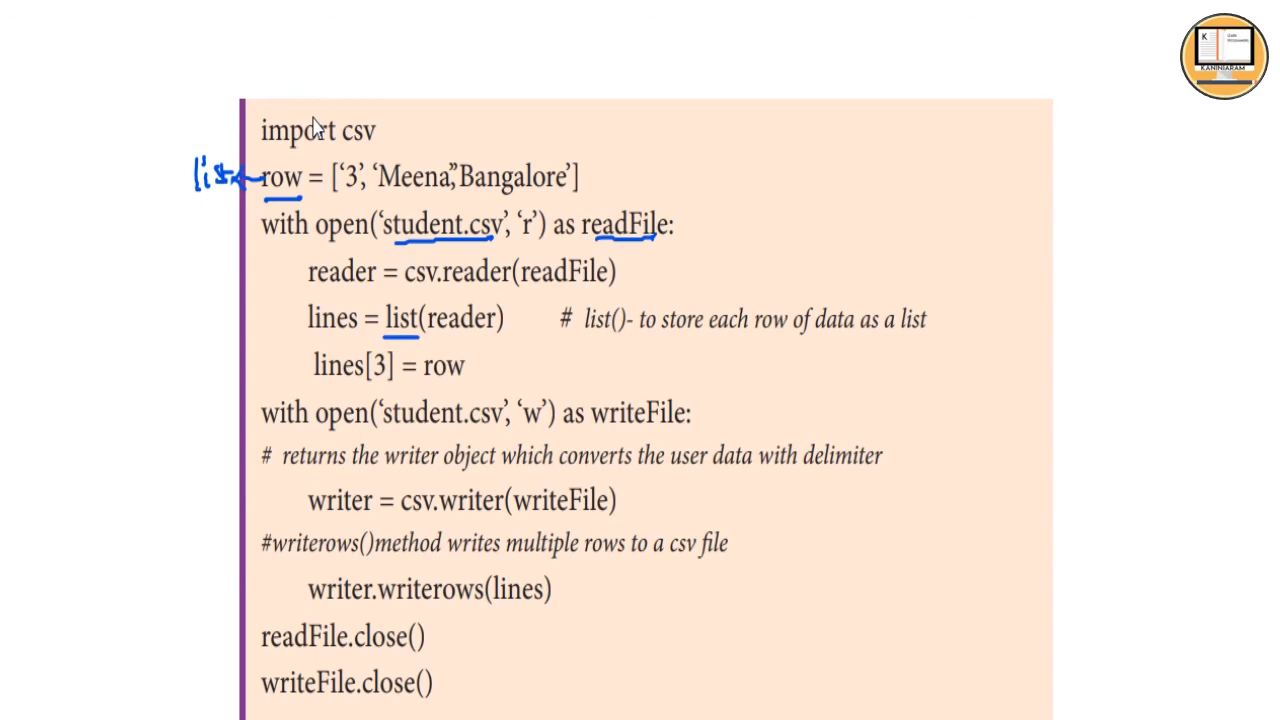 K
KANINIARAM
import csv
list
row = [‘3’, ‘Meena’,’Bangalore’]
with open(‘student.csv’, ‘r’) as readFile:
reader = csv.reader(readFile)
lines = list(reader) # list()- to store each row of data as a list
lines[3] = row
with open(‘student.csv’, ‘w’) as writeFile:
# returns the writer object which converts the user data with delimiter
writer = csv.writer(writeFile)
#writerows()method writes multiple rows to a csv file
writer.writerows(lines)
readFile.close()
writeFile.close()